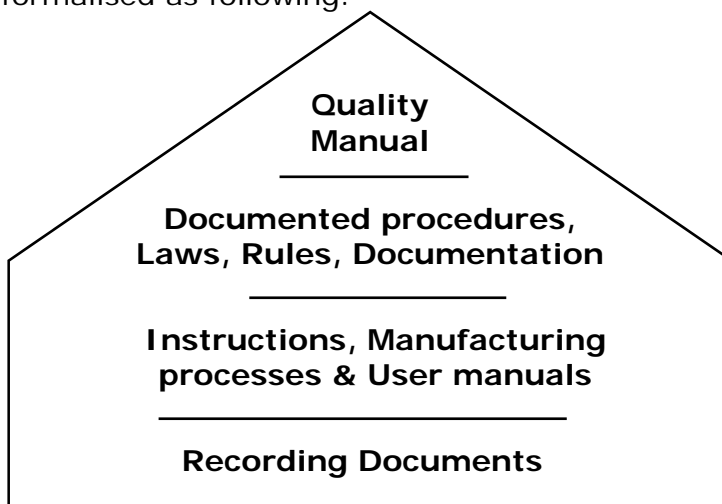 formalised as following:
Quality
Manual
Documented procedures,
Laws, Rules, Documentation
Instructions, Manufacturing
processes & User manuals
Recording Documents